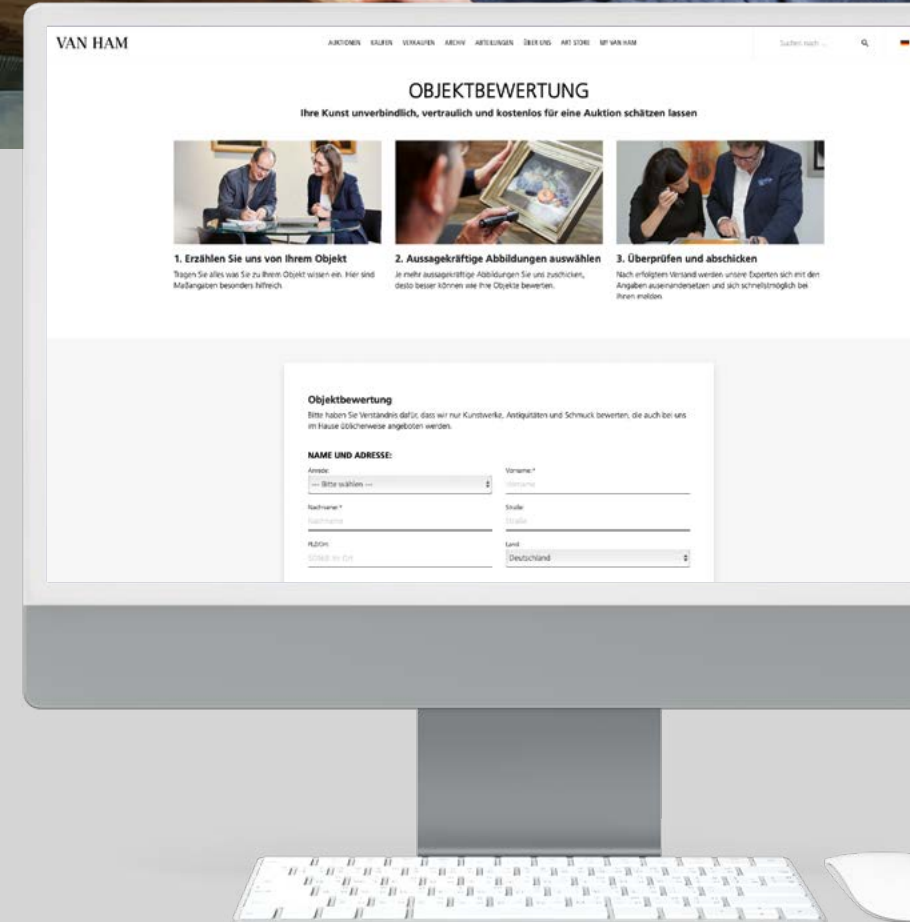 VAN HAM
AUKTIONEN KAUFEN VERKAUFEN ARCHIV ABTEILUNGEN ÜBER UNS ART STORE MY VAN HAM
Suchen nach ...
OBJEKTBEWERTUNG
Ihre Kunst unverbindlich, vertraulich und kostenlos für eine Auktion schätzen lassen
1. Erzählen Sie uns von Ihrem Objekt
Tragen Sie alles was Sie zu Ihrem Objekt wissen ein. Hier sind
Maßangaben besonders hilfreich.
2. Aussagekräftige Abbildungen auswählen
Je mehr aussagekräftige Abbildungen Sie uns zuschicken,
desto besser können wie Ihre Objekte bewerten.
3. Überprüfen und abschicken
Nach erfolgtem Versand werden unsere Experten sich mit den
Angaben auseinandersetzen und sich schnellstmöglich bei
Ihnen melden.
Objektbewertung
Bitte haben Sie Verständnis dafür, dass wir nur Kunstwerke, Antiquitäten und Schmuck bewerten, die auch bei uns
im Hause üblicherweise angeboten werden.
NAME UND ADRESSE:
Anrede:
--- Bitte wählen ---
Vorname:*
Vorname
Nachname:*
Nachname
Straße:
Straße
PLZ/Ort:
Land:
Deutschland